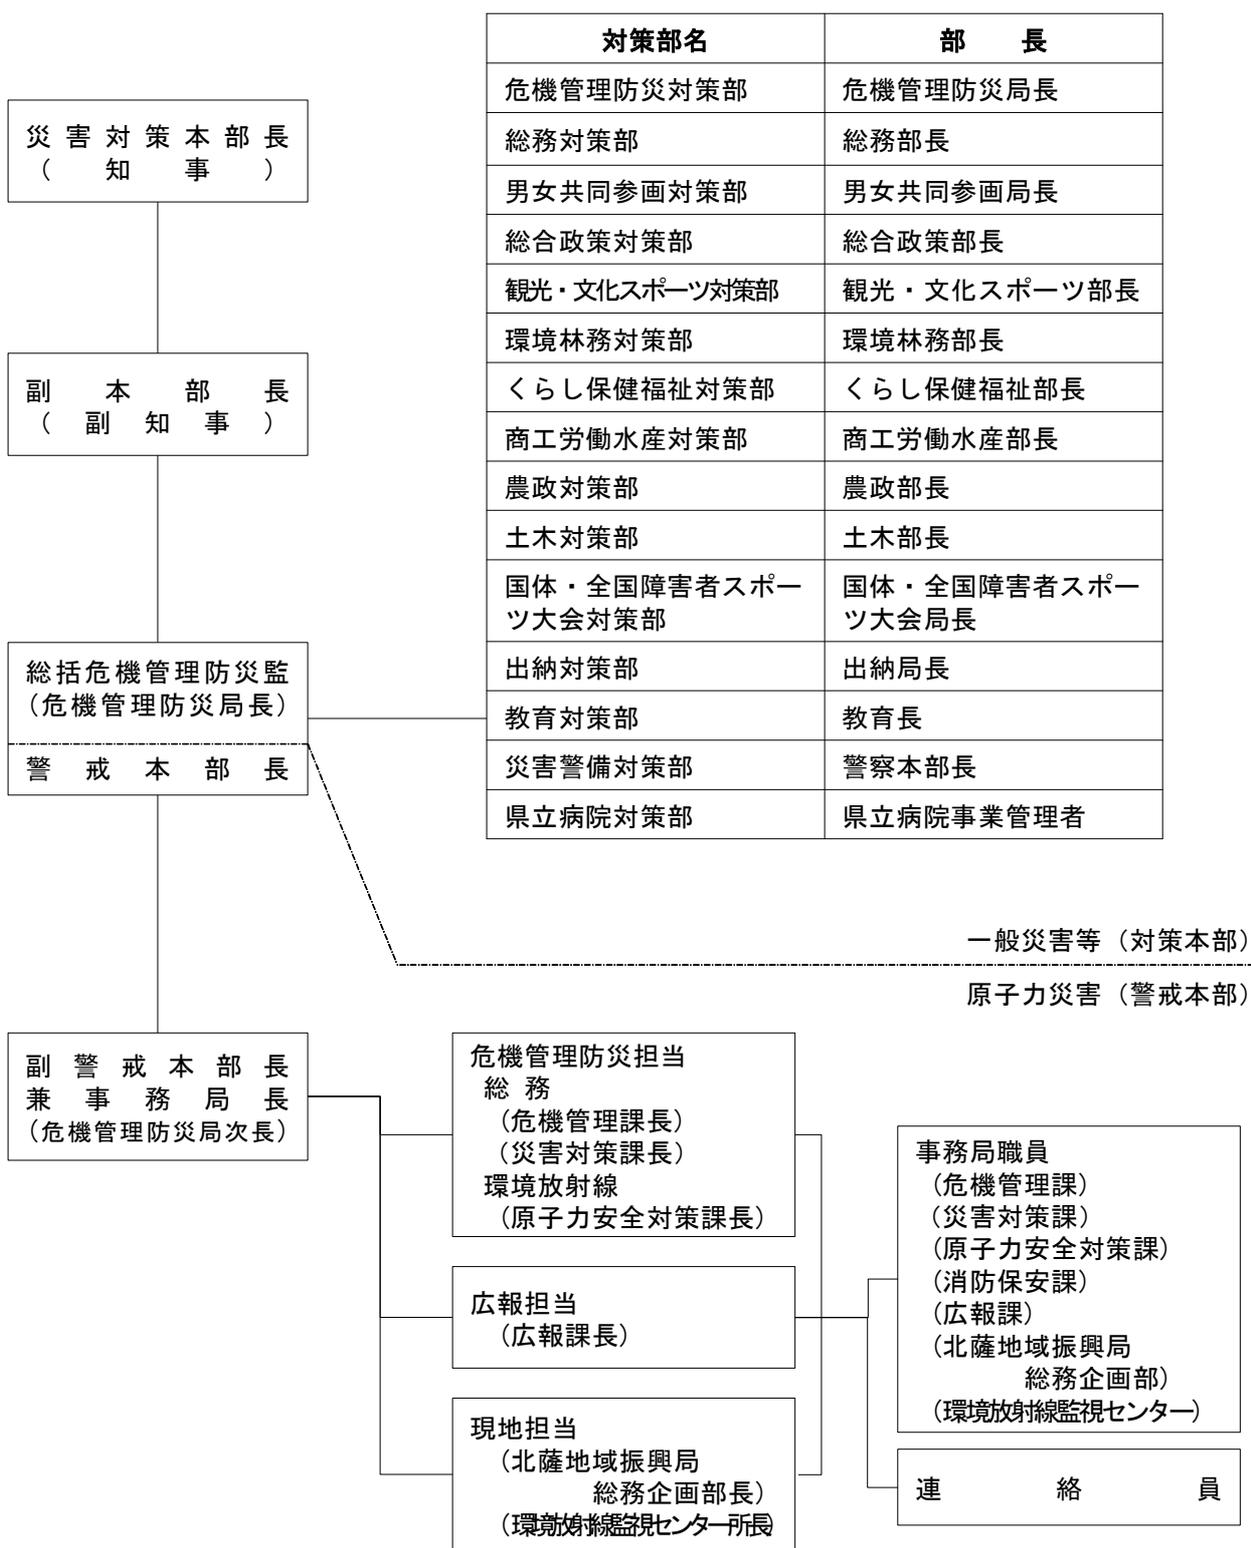 災害対策本部長
（知事）
副本部長
（副知事）
総括危機管理防災監
（危機管理防災局長）
警戒本部長
対策部名 部長
危機管理防災対策部 危機管理防災局長
総務対策部 総務部長
男女共同参画対策部 男女共同参画局長
総合政策対策部 総合政策部長
観光・文化スポーツ対策部 観光・文化スポーツ部長
環境林務対策部 環境林務部長
くらし保健福祉対策部 くらし保健福祉部長
商工労働水産対策部 商工労働水産部長
農政対策部 農政部長
土木対策部 土木部長
国体・全国障害者スポー 国体・全国障害者スポー
ツ大会対策部 ツ大会局長
出納対策部 出納局長
教育対策部 教育長
災害警備対策部 警察本部長
県立病院対策部 県立病院事業管理者
一般災害等（対策本部）
原子力災害（警戒本部）
副警戒本部長
兼事務局長
（危機管理防災局次長）
危機管理防災担当
総務
（危機管理課長）
（災害対策課長）
環境放射線
（原子力安全対策課長）
広報担当
（広報課長）
現地担当
（北薩地域振興局
総務企画部長）
（環境放射線監視センター所長）
事務局職員
（危機管理課）
（災害対策課）
（原子力安全対策課）
（消防保安課）
（広報課）
（北薩地域振興局
総務企画部）
（環境放射線監視センター）
連絡員